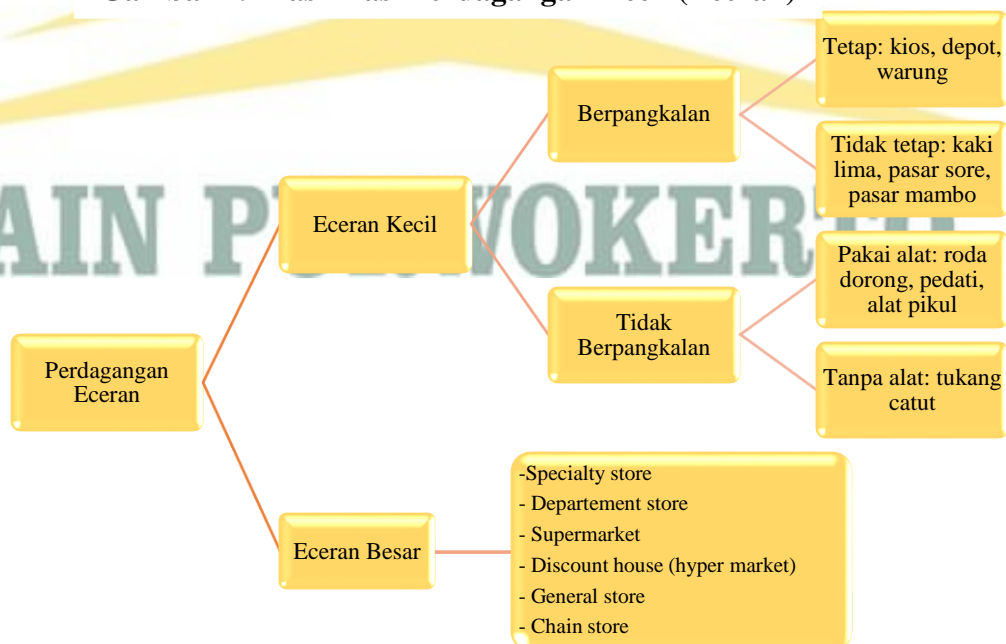 Tetap: kios, depot,
warung
Berpangkalan
Tidak tetap: kaki
lima, pasar sore,
pasar mambo
Eceran Kecil
Pakai alat: roda
dorong, pedati,
alat pikul
Tidak
Berpangkalan
Perdagangan
Eceran
Tanpa alat: tukang
catut
-Specialty store
- Departement store
- Supermarket
- Discount house (hyper market)
- General store
- Chain store
Eceran Besar